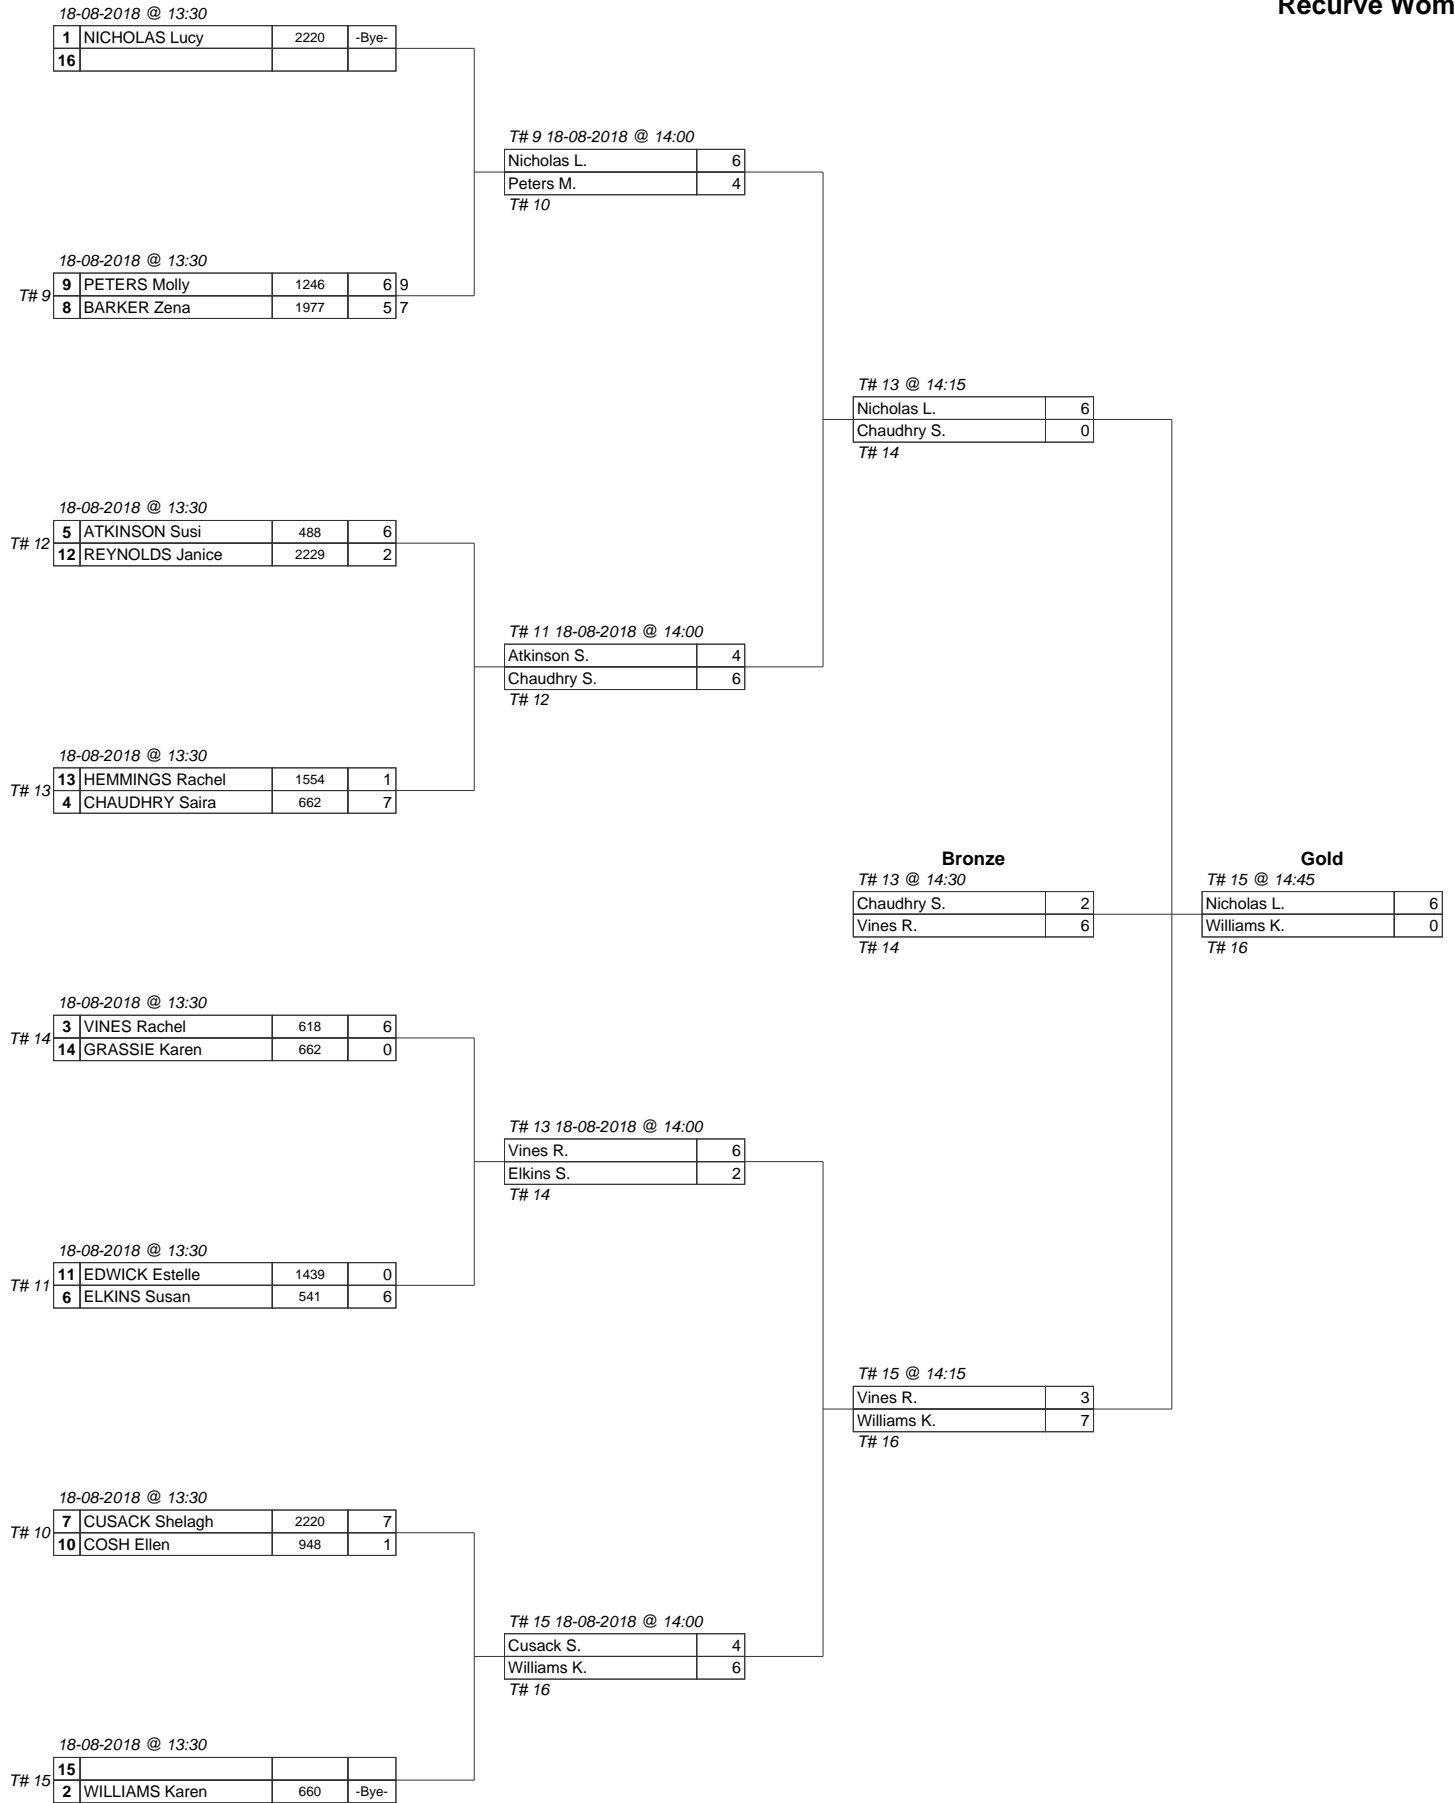 Recurve Wom
18-08-2018 @ 13:30
1 NICHOLAS Lucy 2220 -Bye-
16
T# 9 18-08-2018 @ 14:00
Nicholas L. 6
Peters M. 4
T# 10
18-08-2018 @ 13:30
T# 9
9 PETERS Molly 1246 6 9
8 BARKER Zena 1977 5 7
T# 13 @ 14:15
Nicholas L. 6
Chaudhry S. 0
T# 14
18-08-2018 @ 13:30
T# 12
5 ATKINSON Susi 488 6
12 REYNOLDS Janice 2229 2
T# 11 18-08-2018 @ 14:00
Atkinson S. 4
Chaudhry S. 6
T# 12
18-08-2018 @ 13:30
T# 13
13 HEMMINGS Rachel 1554 1
4 CHAUDHRY Saira 662 7
Bronze
T# 13 @ 14:30
Chaudhry S. 2
Vines R. 6
T# 14
Gold
T# 15 @ 14:45
Nicholas L. 6
Williams K. 0
T# 16
18-08-2018 @ 13:30
T# 14
3 VINES Rachel 618 6
14 GRASSIE Karen 662 0
T# 13 18-08-2018 @ 14:00
Vines R. 6
Elkins S. 2
T# 14
18-08-2018 @ 13:30
T# 11
11 EDWICK Estelle 1439 0
6 ELKINS Susan 541 6
T# 15 @ 14:15
Vines R. 3
Williams K. 7
T# 16
18-08-2018 @ 13:30
T# 10
7 CUSACK Shelagh 2220 7
10 COSH Ellen 948 1
T# 15 18-08-2018 @ 14:00
Cusack S. 4
Williams K. 6
T# 16
18-08-2018 @ 13:30
T# 15
15
2 WILLIAMS Karen 660 -Bye-